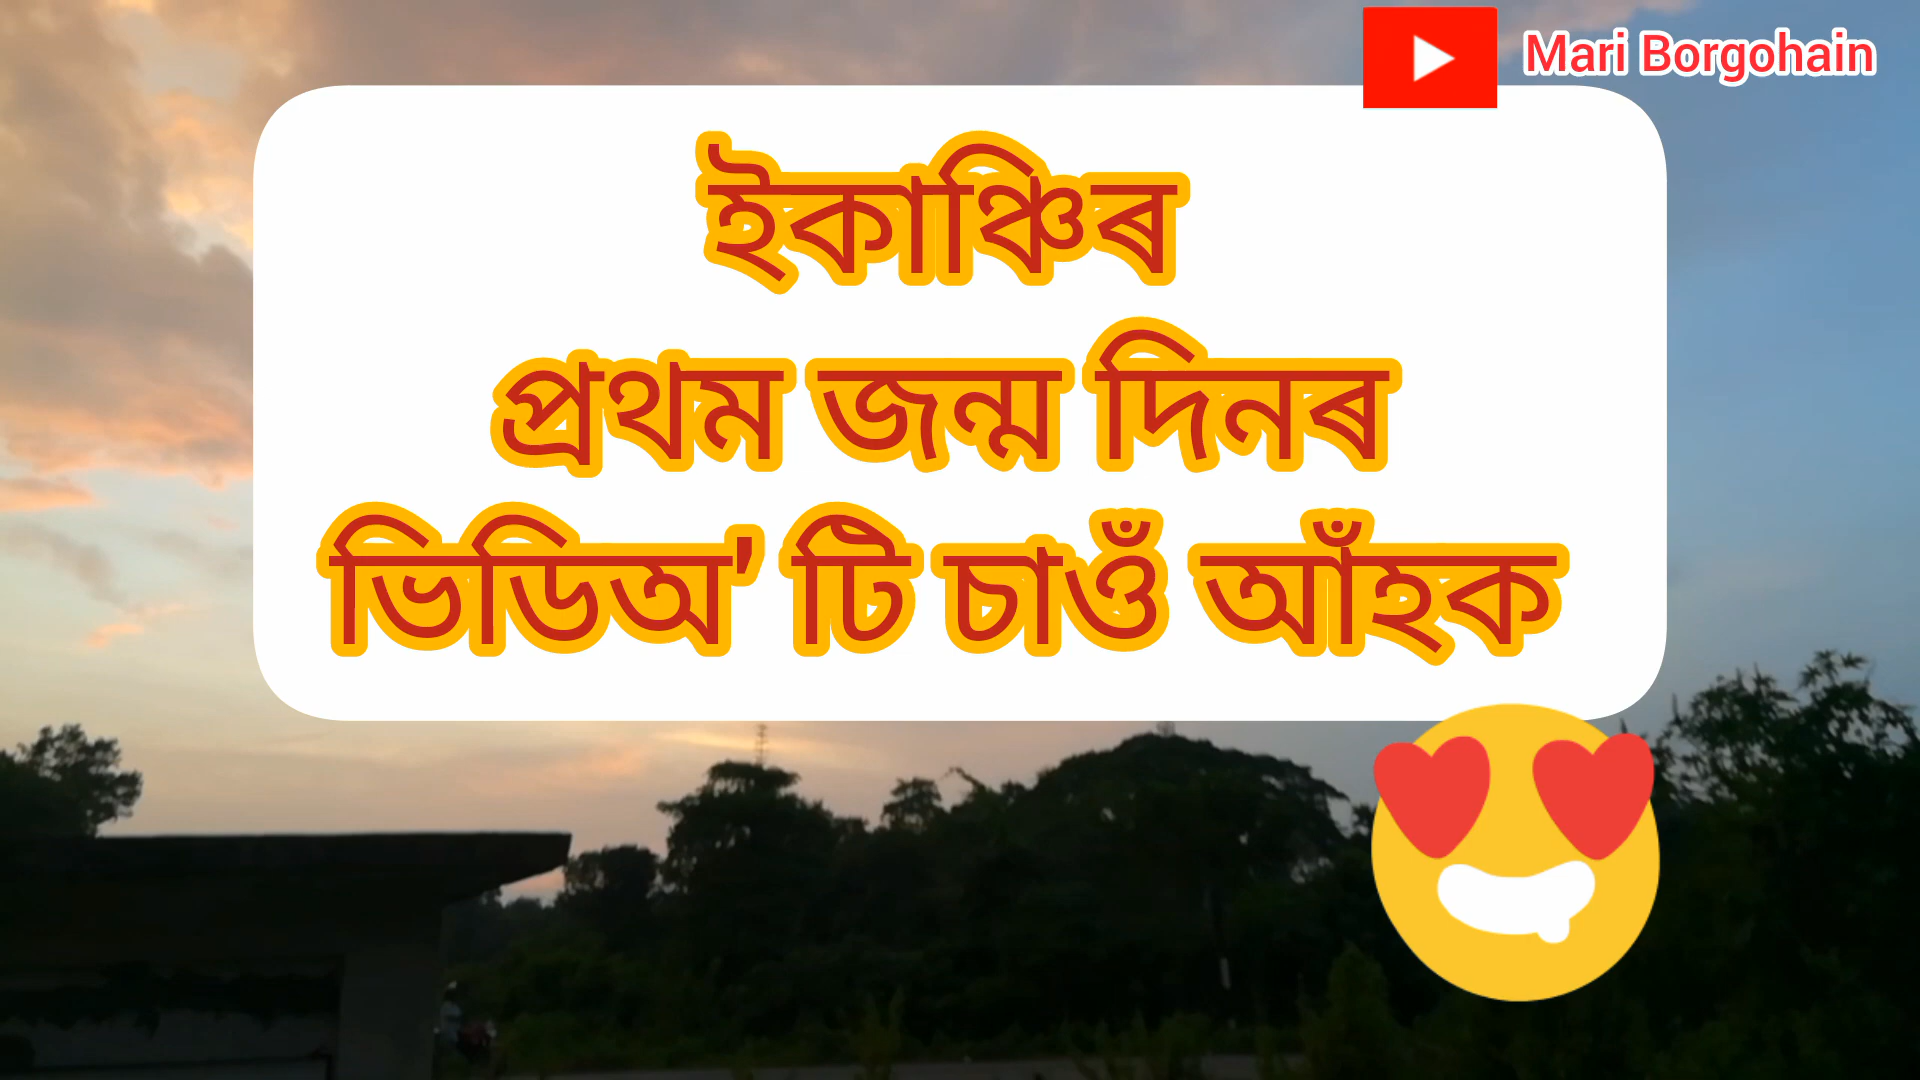 Mari Borgohain
ইকাঞ্চিৰ
প্ৰথম জন্ম দিনৰ
ভিডিঅ' টি চাওঁ আঁহক